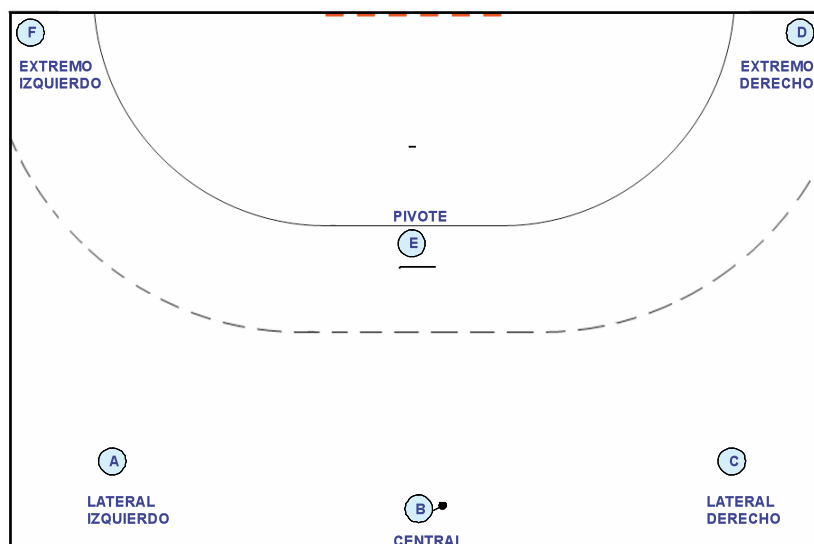 F
D
EXTREMO
IZQUIERDO
EXTREMO
DERECHO
PIVOTE
E
A
C
LATERAL
IZQUIERDO
B
LATERAL
DERECHO
CENTRAL